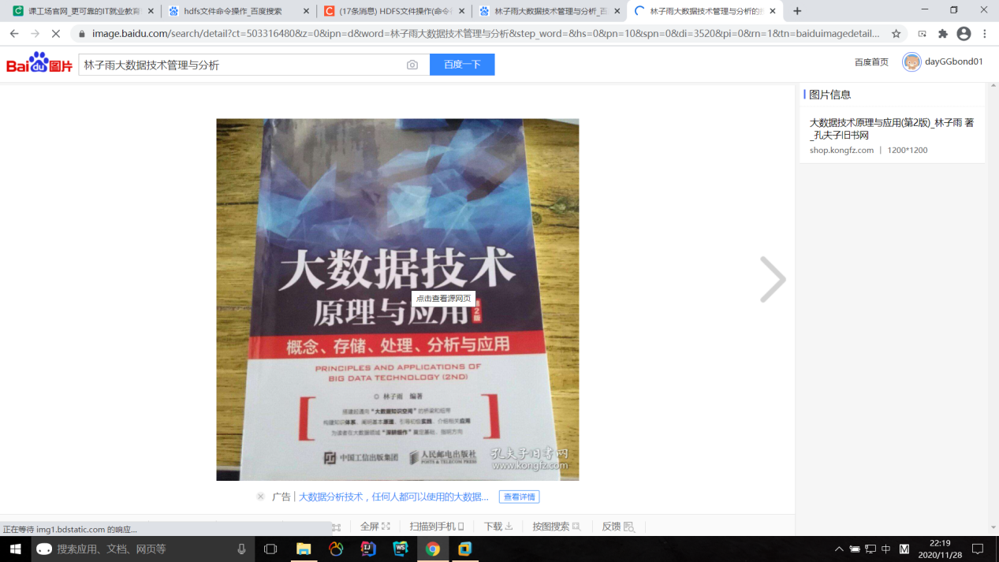 课工场官网_更可靠的IT就业教育
hdfs文件命令操作_百度搜索
(17条消息) HDFS文件操作(命令
林子雨大数据技术管理与分析_百
林子雨大数据技术管理与分析的
image.baidu.com/search/detail?ct=503316480&z=0&ipn=d&word=林子雨大数据技术管理与分析&step_word=&hs=0&pn=10&spn=0&di=3520&pi=0&rn=1&tn=baiduimagedetail...
Bai du 图片
林子雨大数据技术管理与分析
百度一下
百度首页
dayGGbond01
图片信息
大数据技术原理与应用(第2版)_林子雨 著
_孔夫子旧书网
shop.kongfz.com | 1200*1200
大数据技术
点击查看源网页
原理与应用
第2版
概念、存储、处理、分析与应用
PRINCIPLES AND APPLICATIONS OF
BIG DATA TECHNOLOGY (2ND)
林子雨 编著
搭建起通向“大数据知识空间”的桥梁和纽带
构建知识体系、阐明基本原理、引导初级实践、介绍相关应用
为读者在大数据领域“深耕细作”奠定基础、指明方向
中国工信出版集团
人民邮电出版社
POSTS & TELECOM PRESS
孔夫子旧书网
www.kongfz.com
广告 | 大数据分析技术，任何人都可以使用的大数据...
查看详情
正在等待 img1.bdstatic.com 的响应...
全屏
扫描到手机
下载
按图搜索
反馈
搜索应用、文档、网页等
中
M
22:19
2020/11/28